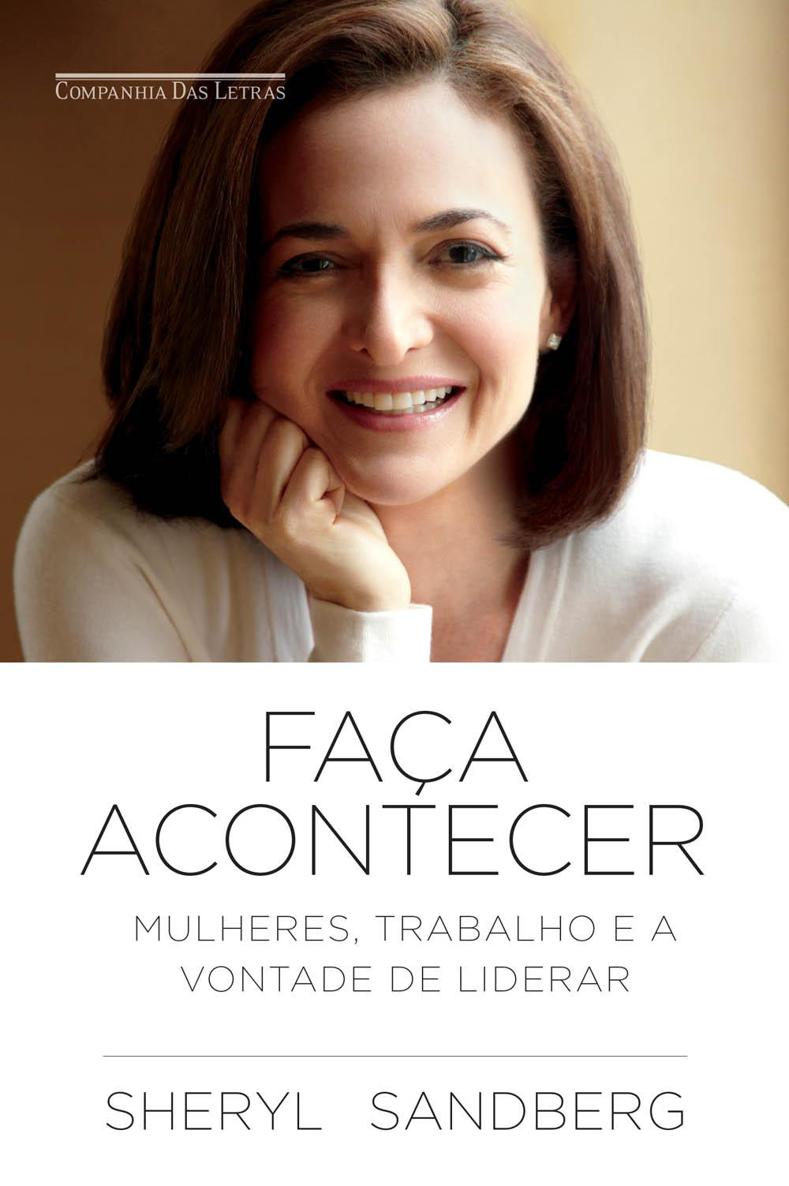 COMPANHIA DAS LETRAS
FAÇA
ACONTECER
MULHERES, TRABALHO E A
VONTADE DE LIDERAR
SHERYL SANDBERG